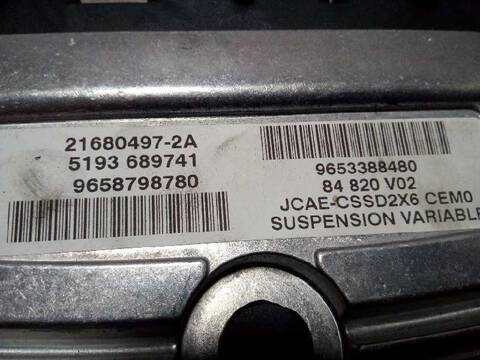 21680497-2A
5193 689741
9658798780
9653388480
84 820 V02
JCAE-CSSD2X6 CEM0
SUSPENSION VARIABLE